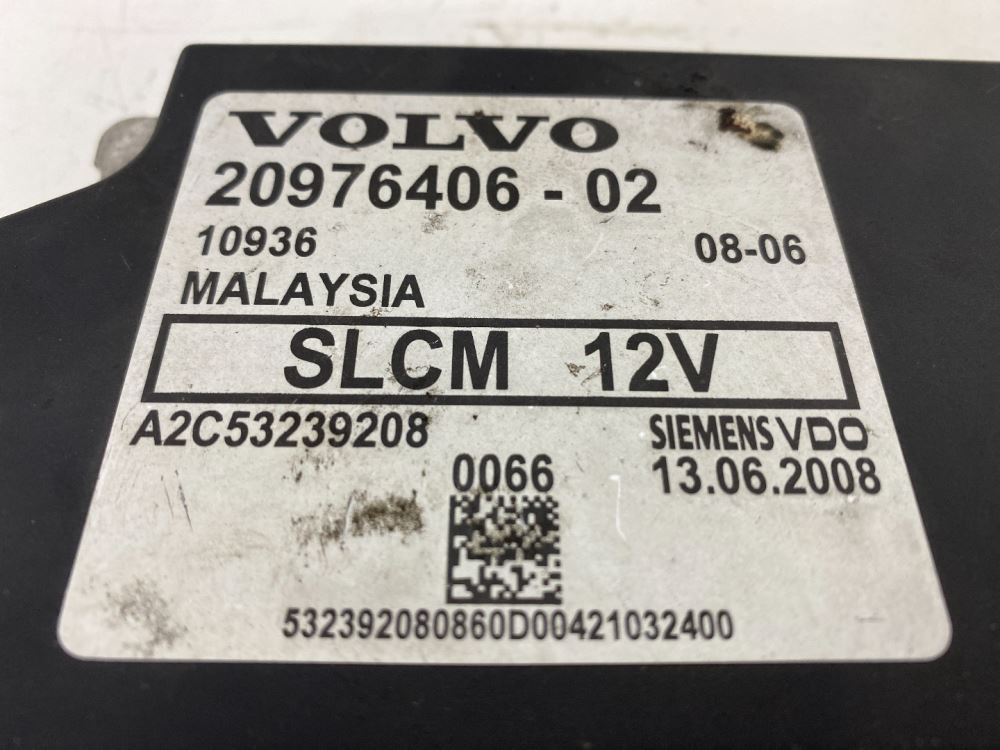 VOLVO
20976406 - 02
10936 08-06
MALAYSIA
SLCM 12V
A2C53239208 SIEMENS VDO
0066 13.06.2008
532392080860D00421032400